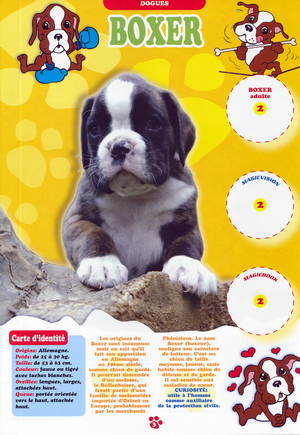 DOGUES
BOXER
BOXER
adulte
2
MAGICVISION
2
MAGICBOOK
2
Carte d'identité
Origine: Allemagne.
Poids: de 25 à 30 kg.
Taille: de 53 à 63 cm.
Couleur: fauve ou tigré
avec taches blanches.
Oreilles: longues, larges,
attachées haut.
Queue: portée orientée
vers le haut, attachée
haut.
Les origines du
Boxer sont inconnues
mais on sait qu'il
fait son apparition
en Allemagne
au 19ème siècle,
comme chien de garde.
Il pourrait descendre
d'un molosse,
le Bullenbeisser, qui
ferait partie d'une
famille de molossoïdes
importés d'Orient en
Europe, probablement
par les marchands
Phéniciens. Le nom
Boxer (boxeur),
souligne son caractère
de lutteur. C'est un
chien de taille
moyenne, joueur, mais
habile comme chien de
défense et de garde.
Il est sensible aux
maladies du coeur.
CURIOSITÉ:
utile à l'homme
comme auxiliaire
de la protection civile.